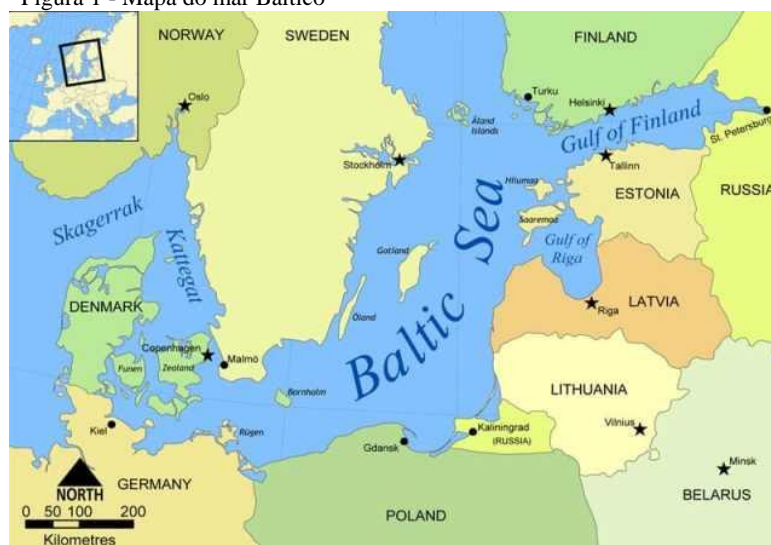 Figura 1 - Mapa do mar Báltico
NORWAY
SWEDEN
FINLAND
Oslo
Turku
Helsinki
Åland
Islands
Gulf of Finland
St. Petersburg
Stockholm
Tallinn
Hiiumaa
ESTONIA
RUSSIA
Skagerrak
Kattegat
Saaremaa
Gulf of
Riga
Gotland
Baltic Sea
DENMARK
Öland
Riga
LATVIA
Copenhagen
Malmö
Funen
Zealand
Bornholm
LITHUANIA
Kiel
Rügen
Gdansk
Kaliningrad
(RUSSIA)
Vilnius
Minsk
NORTH
GERMANY
BELARUS
0 50 100 200
POLAND
Kilometres